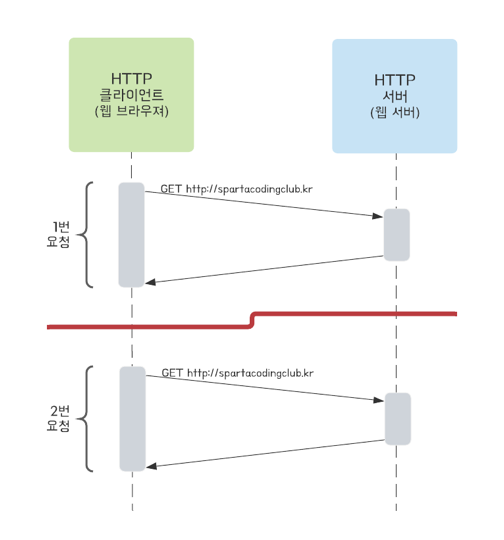 HTTP
클라이언트
(웹 브라우져)
HTTP
서버
(웹 서버)
GET http://spartacodingclub.kr
1번
요청
GET http://spartacodingclub.kr
2번
요청